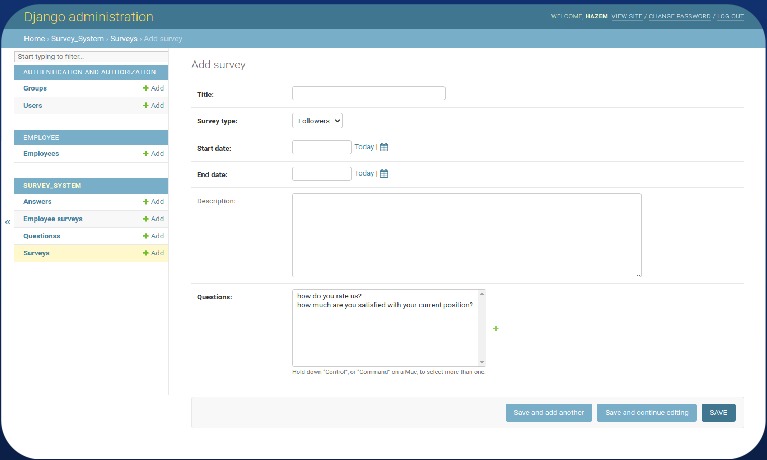 Django administration
WELCOME, HAZEM. VIEW SITE / CHANGE PASSWORD / LOG OUT
Home › Survey_System › Surveys › Add survey
Start typing to filter...
AUTHENTICATION AND AUTHORIZATION
Groups + Add
Users + Add
EMPLOYEE
Employees + Add
SURVEY_SYSTEM
Answers + Add
Employee surveys + Add
Questionss + Add
Surveys + Add
«
Add survey
Title:
Survey type: Followers
Start date: Today |
End date: Today |
Description:
Questions:
how do you rate us?
how much are you satisfied with your current position?
Hold down "Control", or "Command" on a Mac, to select more than one.
Save and add another
Save and continue editing
SAVE